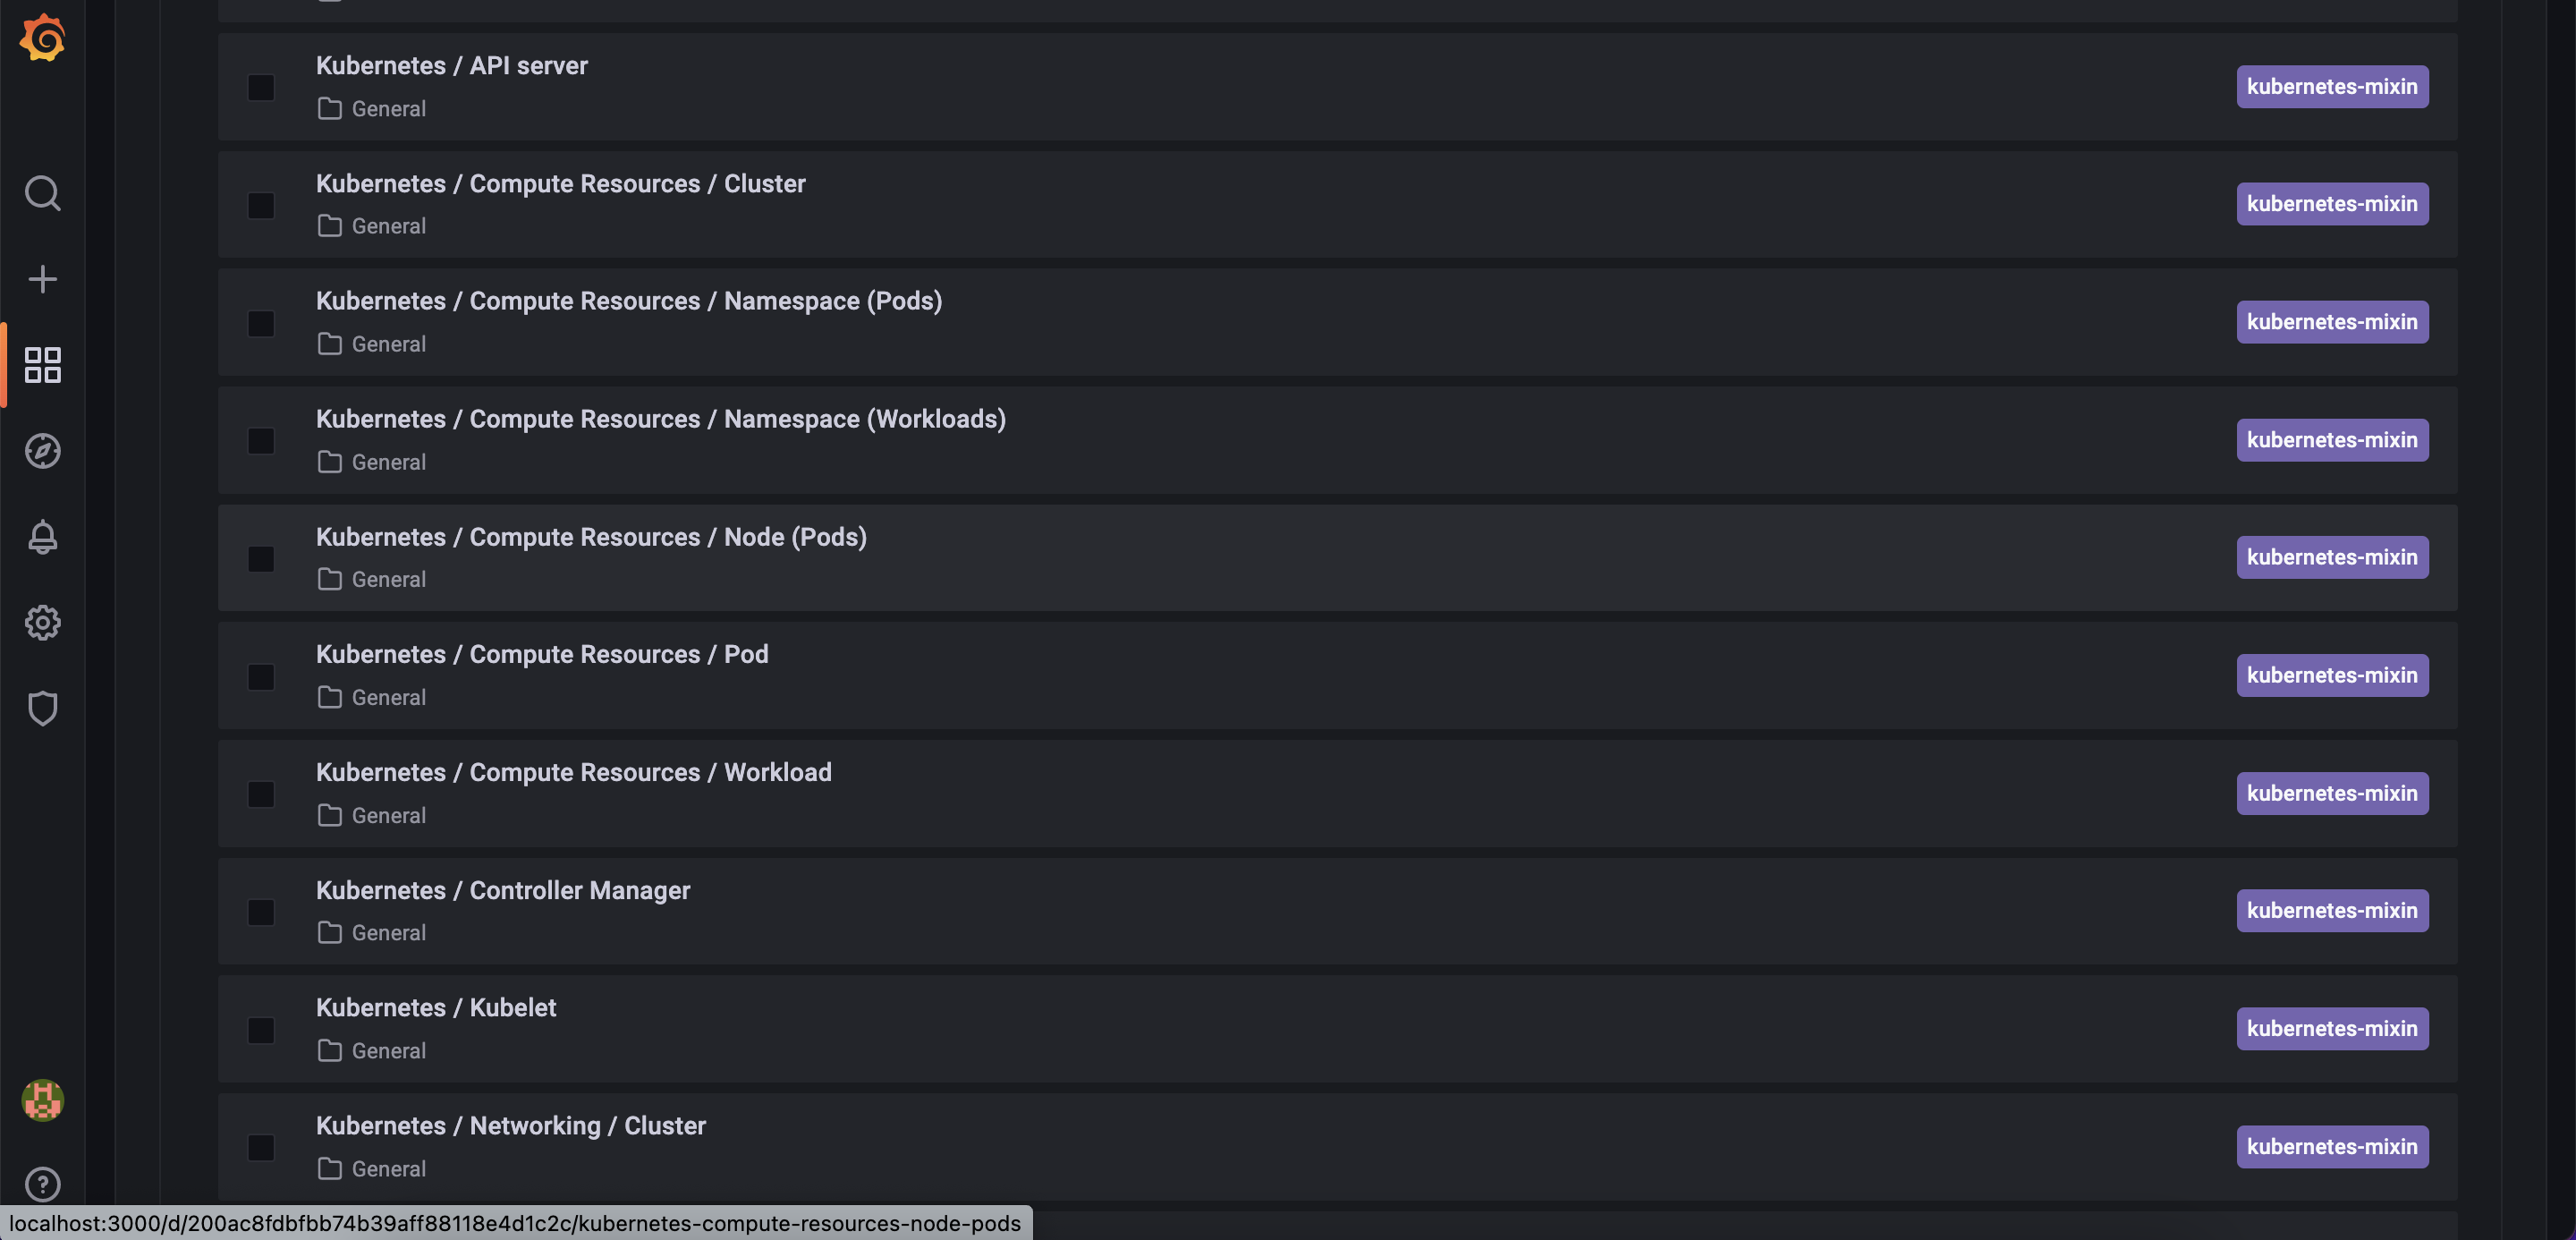 Kubernetes / API server
General
kubernetes-mixin
Kubernetes / Compute Resources / Cluster
General
kubernetes-mixin
Kubernetes / Compute Resources / Namespace (Pods)
General
kubernetes-mixin
Kubernetes / Compute Resources / Namespace (Workloads)
General
kubernetes-mixin
Kubernetes / Compute Resources / Node (Pods)
General
kubernetes-mixin
Kubernetes / Compute Resources / Pod
General
kubernetes-mixin
Kubernetes / Compute Resources / Workload
General
kubernetes-mixin
Kubernetes / Controller Manager
General
kubernetes-mixin
Kubernetes / Kubelet
General
kubernetes-mixin
Kubernetes / Networking / Cluster
General
kubernetes-mixin
localhost:3000/d/200ac8fdbfbb74b39aff88118e4d1c2c/kubernetes-compute-resources-node-pods